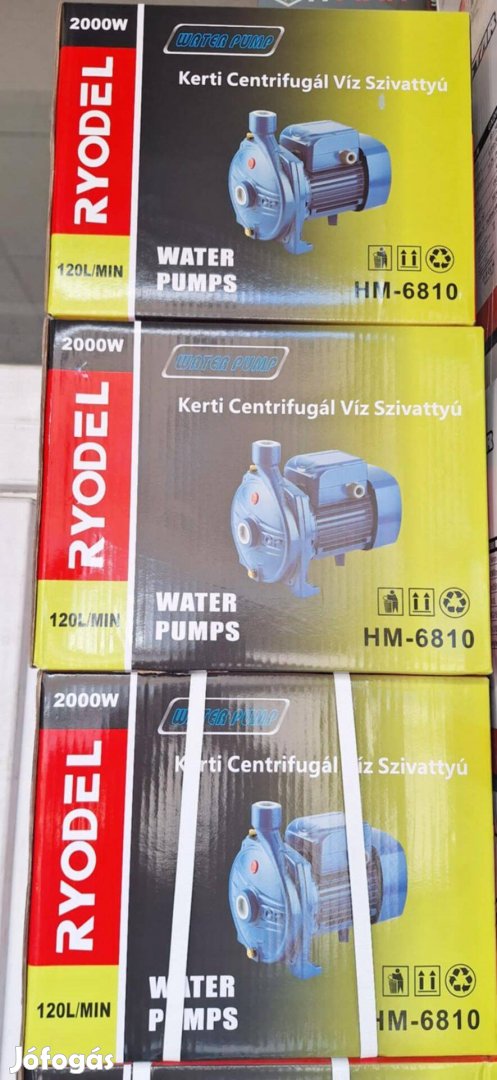 2000W
WATER PUMP
Kerti Centrifugál Víz Szivattyú
RYODEL
120L/MIN
WATER
PUMPS
HM-6810
2000W
WATER PUMP
Kerti Centrifugál Víz Szivattyú
RYODEL
120L/MIN
WATER
PUMPS
HM-6810
2000W
WATER PUMP
Kerti Centrifugál Víz Szivattyú
RYODEL
120L/MIN
WATER
PUMPS
HM-6810
Jófogás